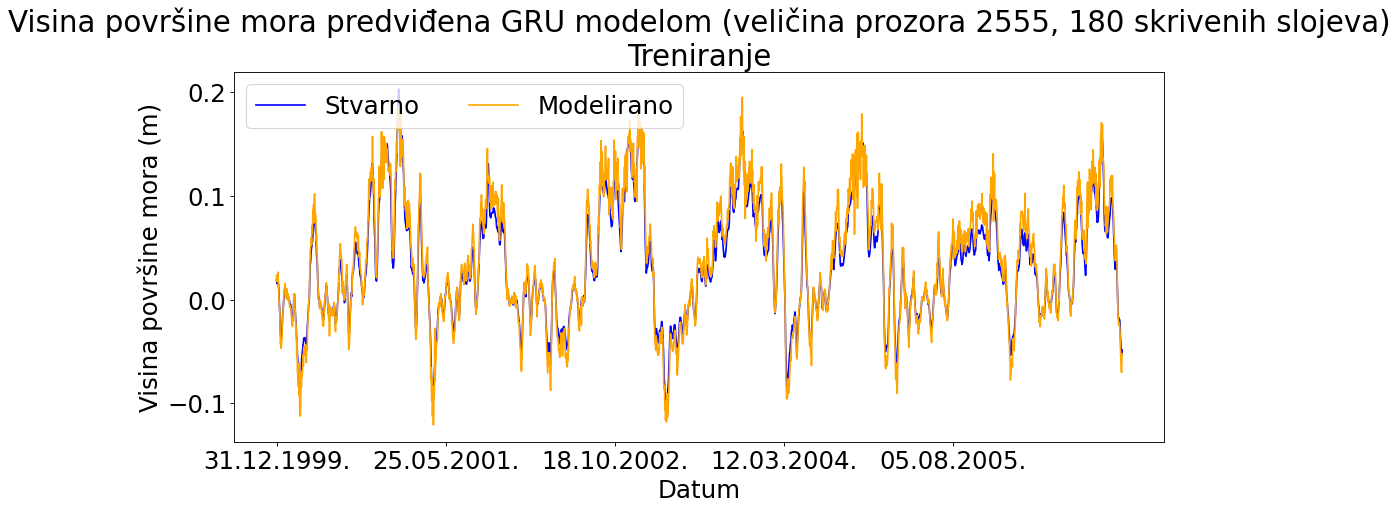 Visina površine mora predviđena GRU modelom (veličina prozora 2555, 180 skrivenih slojeva)
Treniranje
Stvarno
Modelirano
Visina površine mora (m)
0.2
0.1
0.0
−0.1
31.12.1999.
25.05.2001.
18.10.2002.
12.03.2004.
05.08.2005.
Datum